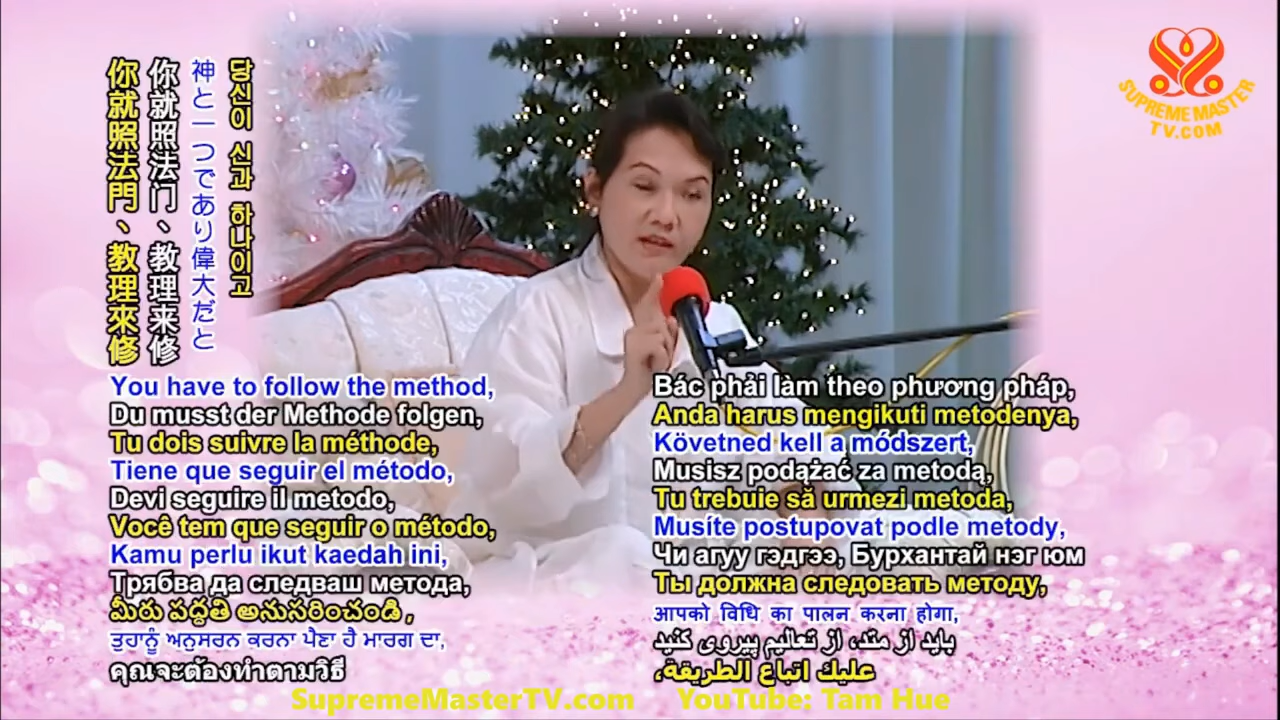 당신이 신과 하나이고
神と一つであり偉大だと
你就照法门、教理来修
你就照法門、教理來修
SUPREME MASTER
TV.COM
You have to follow the method,
Du musst der Methode folgen,
Tu dois suivre la méthode,
Tiene que seguir el método,
Devi seguire il metodo,
Você tem que seguir o método,
Kamu perlu ikut kaedah ini,
Трябва да следваш метода,
మీరు పద్ధతి అనుసరించండి,
ਤੁਹਾਨੂੰ ਅਨੁਸਰਨ ਕਰਨਾ ਪੈਣਾ ਹੈ ਮਾਰਗ ਦਾ,
คุณจะต้องทำตามวิธี
Bác phải làm theo phương pháp,
Anda harus mengikuti metodenya,
Követned kell a módszert,
Musisz podążać za metodą,
Tu trebuie să urmezi metoda,
Musíte postupovat podle metody,
Чи агуу гэдгээ, Бурхантай нэг юм
Ты должна следовать методу,
आपको विधि का पालन करना होगा,
باید از متد، از تعالیم پیروی کنید
عليك اتباع الطريقة،
SupremeMasterTV.com YouTube: Tam Hue